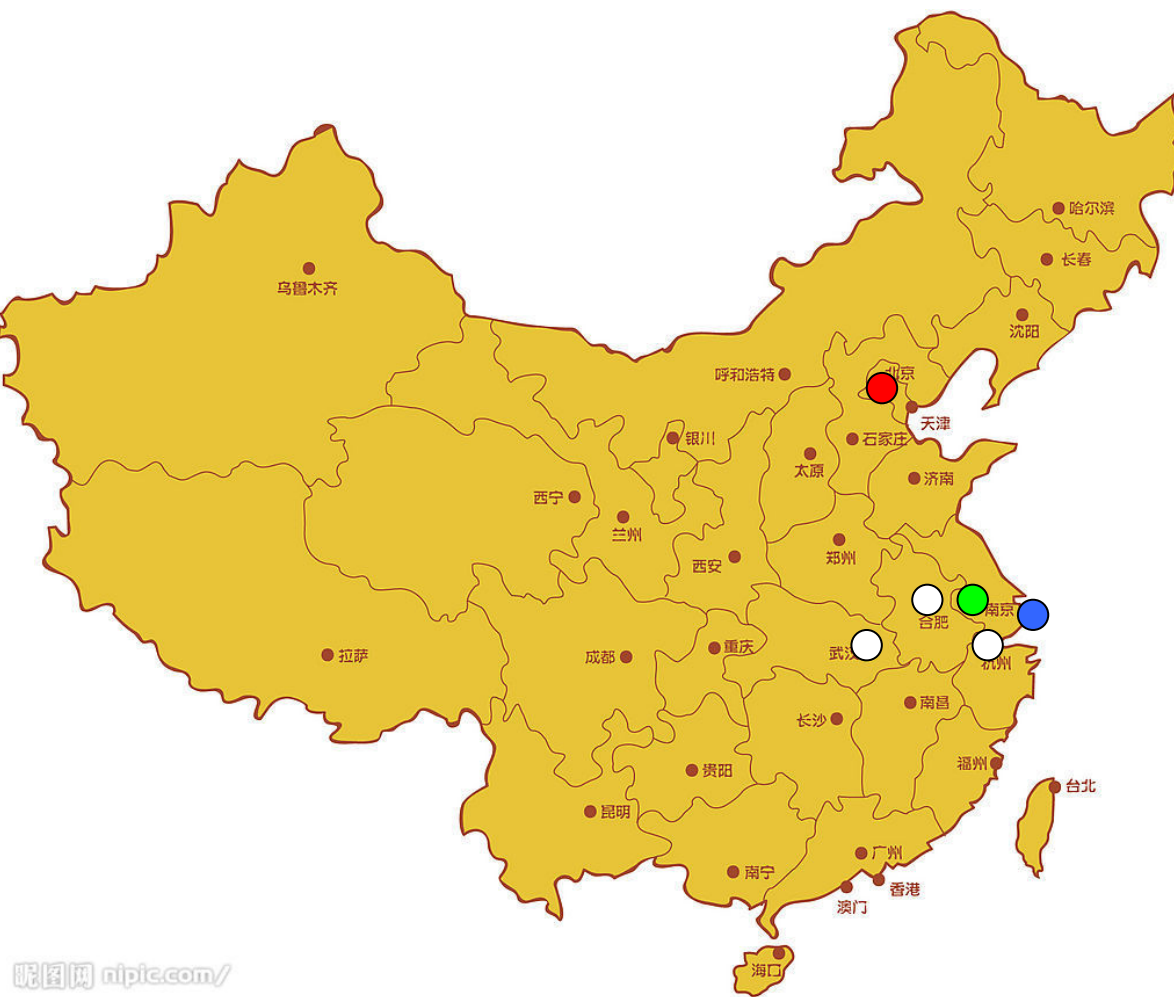 哈尔滨
长春
乌鲁木齐
沈阳
呼和浩特
北京
天津
银川
石家庄
太原
济南
西宁
兰州
郑州
西安
南京
合肥
武汉
重庆
拉萨
成都
杭州
南昌
长沙
福州
贵阳
台北
昆明
广州
南宁
香港
澳门
海口
昵图网 nipic.com/